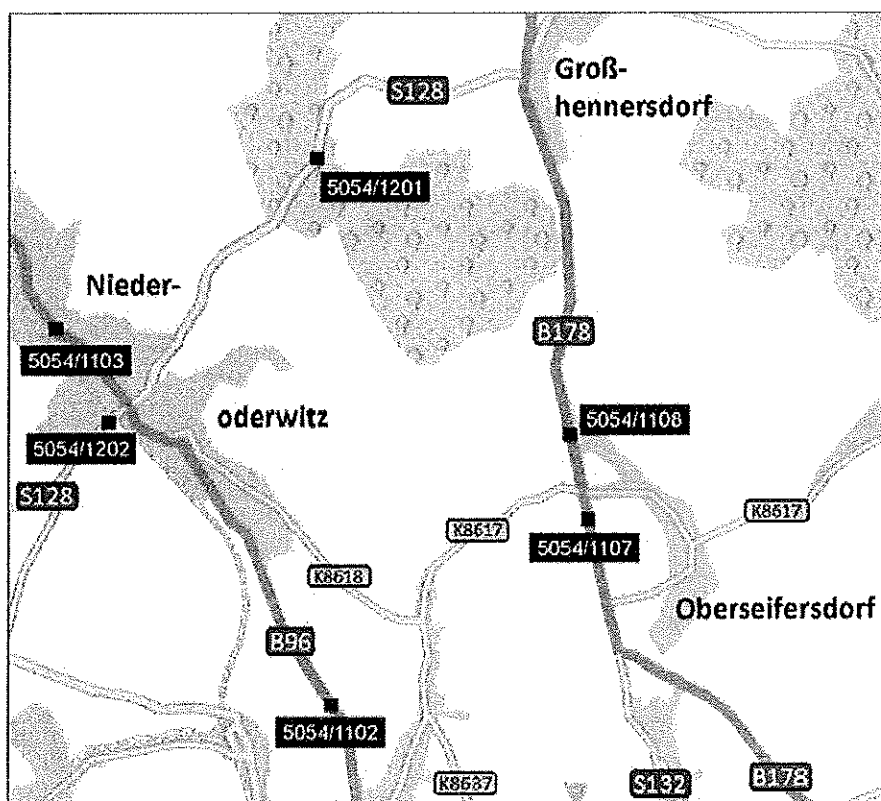 Groß-
hennersdorf
S128
5054/1201
Nieder-
B178
5054/1103
oderwitz
5054/1108
5054/1202
S128
K8617
K8617
5054/1107
K8618
Oberseifersdorf
B96
5054/1102
K8637
S132
B178